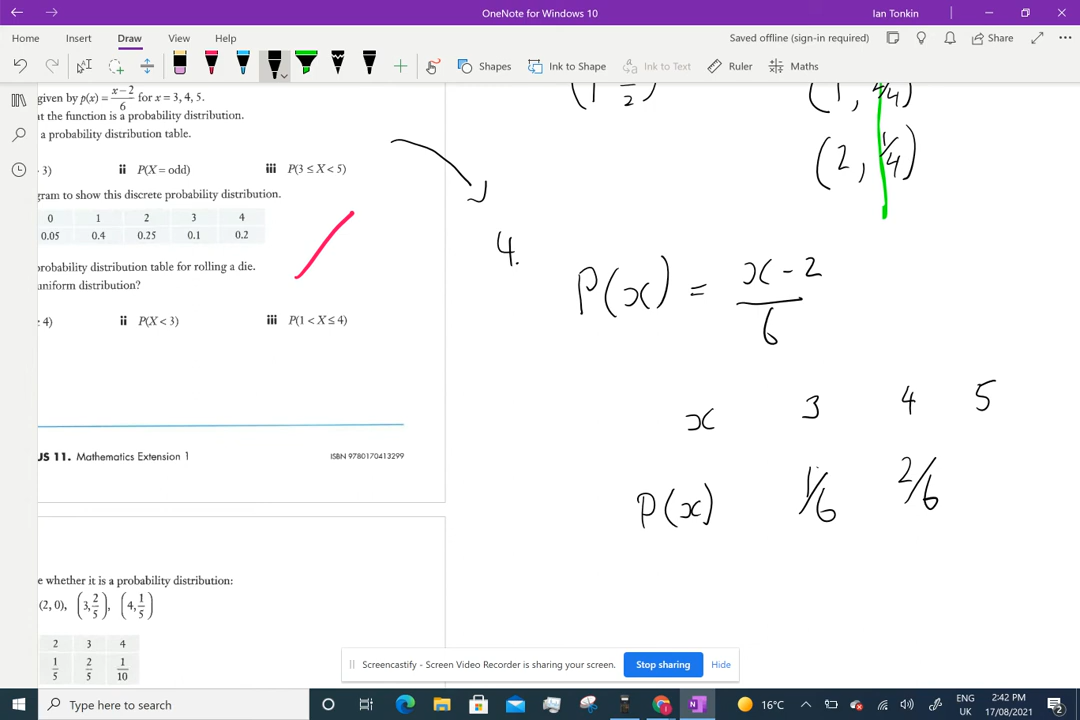 OneNote for Windows 10
Ian Tonkin
Home Insert Draw View Help
Saved offline (sign-in required)
Share
Shapes
Ink to Shape
Ink to Text
Ruler
Maths
given by p(x) = x−2/6 for x = 3, 4, 5.
at the function is a probability distribution.
a probability distribution table.
3) ii P(X = odd) iii P(3 ≤ X < 5)
gram to show this discrete probability distribution.
0 1 2 3 4
0.05 0.4 0.25 0.1 0.2
probability distribution table for rolling a die.
uniform distribution?
4) ii P(X < 3) iii P(1 < X ≤ 4)
US 11. Mathematics Extension 1
ISBN 9780170413299
e whether it is a probability distribution:
(2, 0), (3, 2/5), (4, 1/5)
2 3 4
1/5 2/5 1/10
(2, 1/4)
4.
P(x) = x-2/6
x 3 4 5
P(x) 1/6 2/6
Screencastify - Screen Video Recorder is sharing your screen.
Stop sharing
Hide
Type here to search
16°C
ENG
UK
2:42 PM
17/08/2021
2